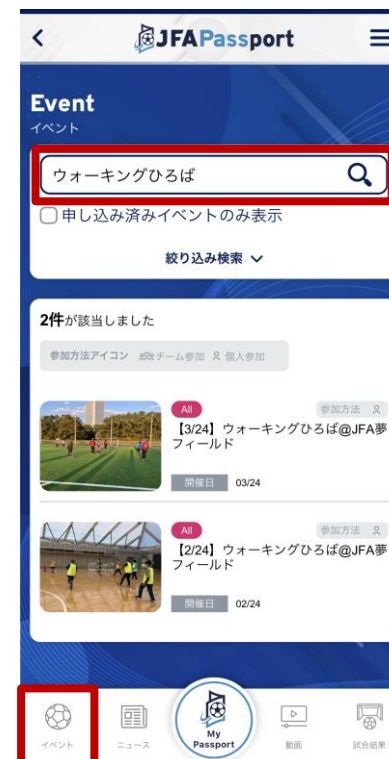 JFAPassport
Event
イベント
ウォーキングひろば
申し込み済みイベントのみ表示
絞り込み検索
2件が該当しました
参加方法アイコン チーム参加 個人参加
All 参加方法
【3/24】ウォーキングひろば@JFA夢
フィールド
開催日 03/24
All 参加方法
【2/24】ウォーキングひろば@JFA夢
フィールド
開催日 02/24
My
Passport
イベント ニュース 動画 試合結果